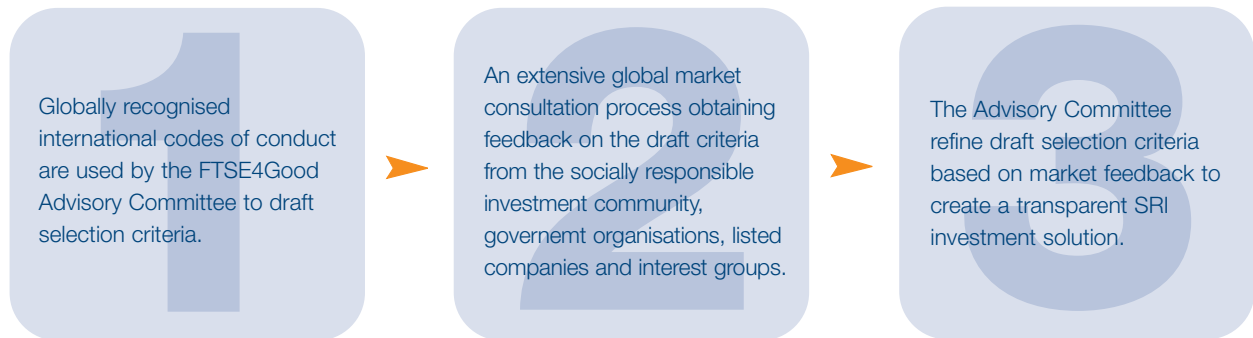 1
Globally recognised
international codes of conduct
are used by the FTSE4Good
Advisory Committee to draft
selection criteria.
2
An extensive global market
consultation process obtaining
feedback on the draft criteria
from the socially responsible
investment community,
governemt organisations, listed
companies and interest groups.
3
The Advisory Committee
refine draft selection criteria
based on market feedback to
create a transparent SRI
investment solution.